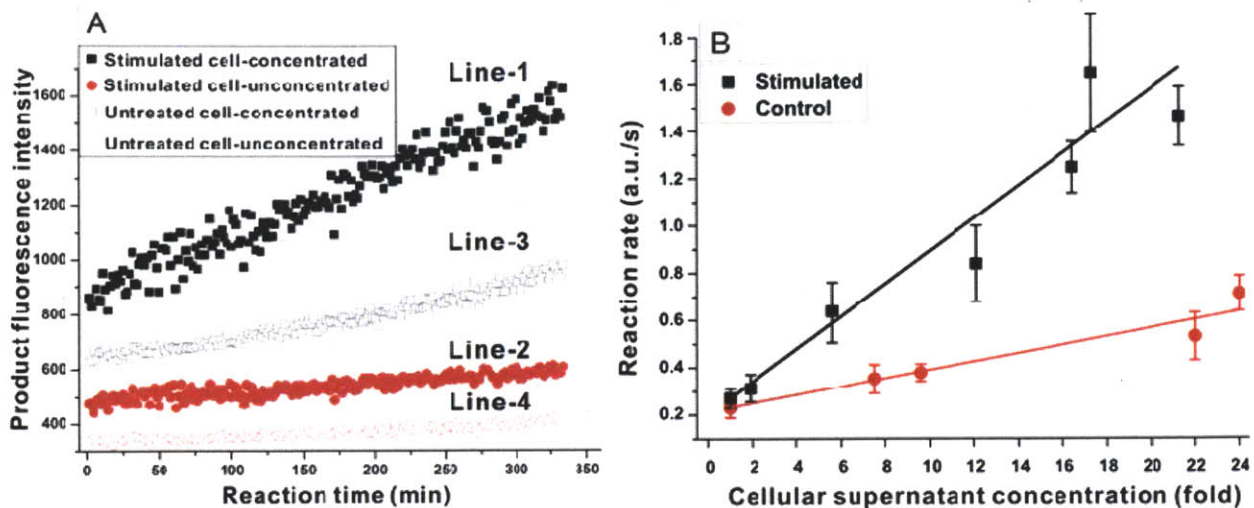 A
Stimulated cell-concentrated
Stimulated cell-unconcentrated
Untreated cell-concentrated
Untreated cell-unconcentrated
Line-1
Line-3
Line-2
Line-4
1600
1400
1200
1000
800
600
400
0 50 100 150 200 250 300 350
Product fluorescence intensity
Reaction time (min)
B
Stimulated
Control
1.8
1.6
1.4
1.2
1.0
0.8
0.6
0.4
0.2
0 2 4 6 8 10 12 14 16 18 20 22 24
Reaction rate (a.u./s)
Cellular supernatant concentration (fold)